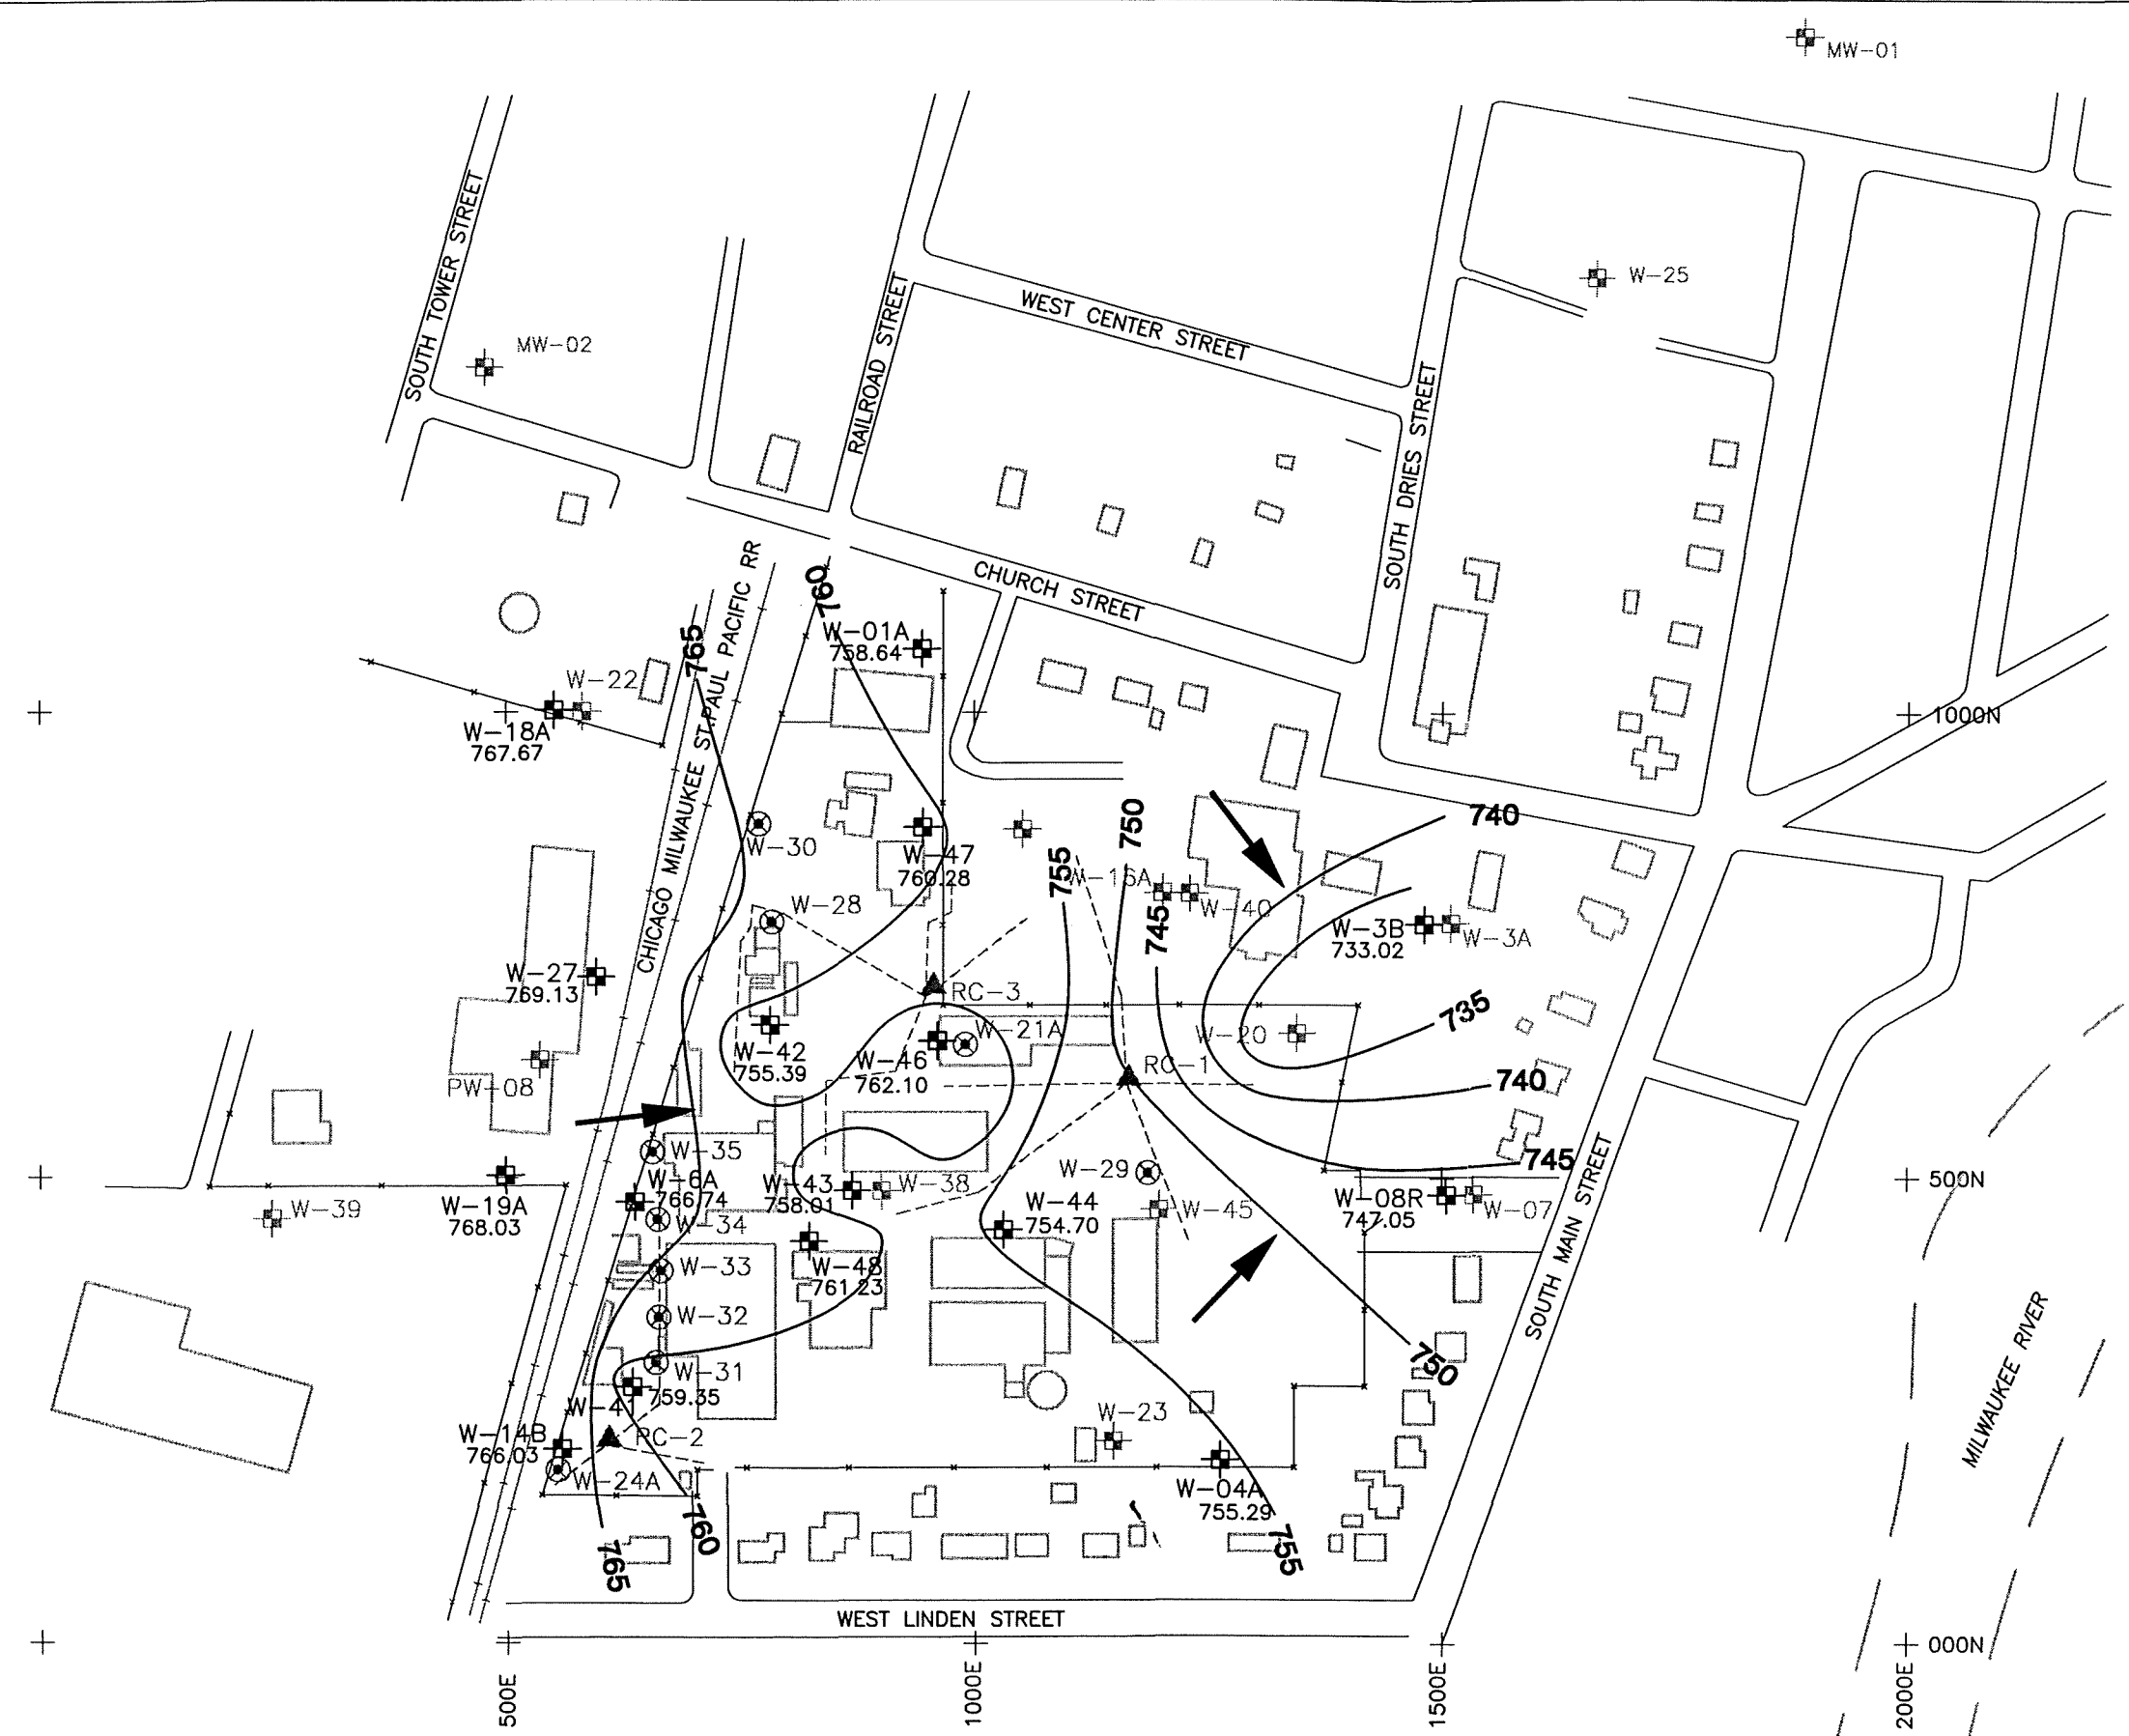 MW-01
SOUTH TOWER STREET
MW-02
RAILROAD STREET
WEST CENTER STREET
W-25
SOUTH DRIES STREET
CHURCH STREET
CHICAGO MILWAUKEE ST.PAUL PACIFIC RR
760
765
W-01A
758.64
W-22
W-18A
767.67
1000N
W-30
W-47
760.28
750
755
740
W-16A
W-40
745
W-28
W-3B
733.02
W-3A
W-27
769.13
RC-3
735
W-21A
W-20
W-42
755.39
W-46
762.10
RC-1
PW-08
740
W-35
W-6A
766.74
W-43
758.01
W-38
W-29
745
W-19A
768.03
W-39
W-34
W-44
754.70
W-45
W-08R
747.05
W-07
500N
SOUTH MAIN STREET
W-33
W-48
761.23
W-32
W-31
759.35
W-41
750
MILWAUKEE RIVER
W-14B
766.03
RC-2
W-24A
W-23
W-04A
755.29
760
765
755
WEST LINDEN STREET
000N
500E
1000E
1500E
2000E